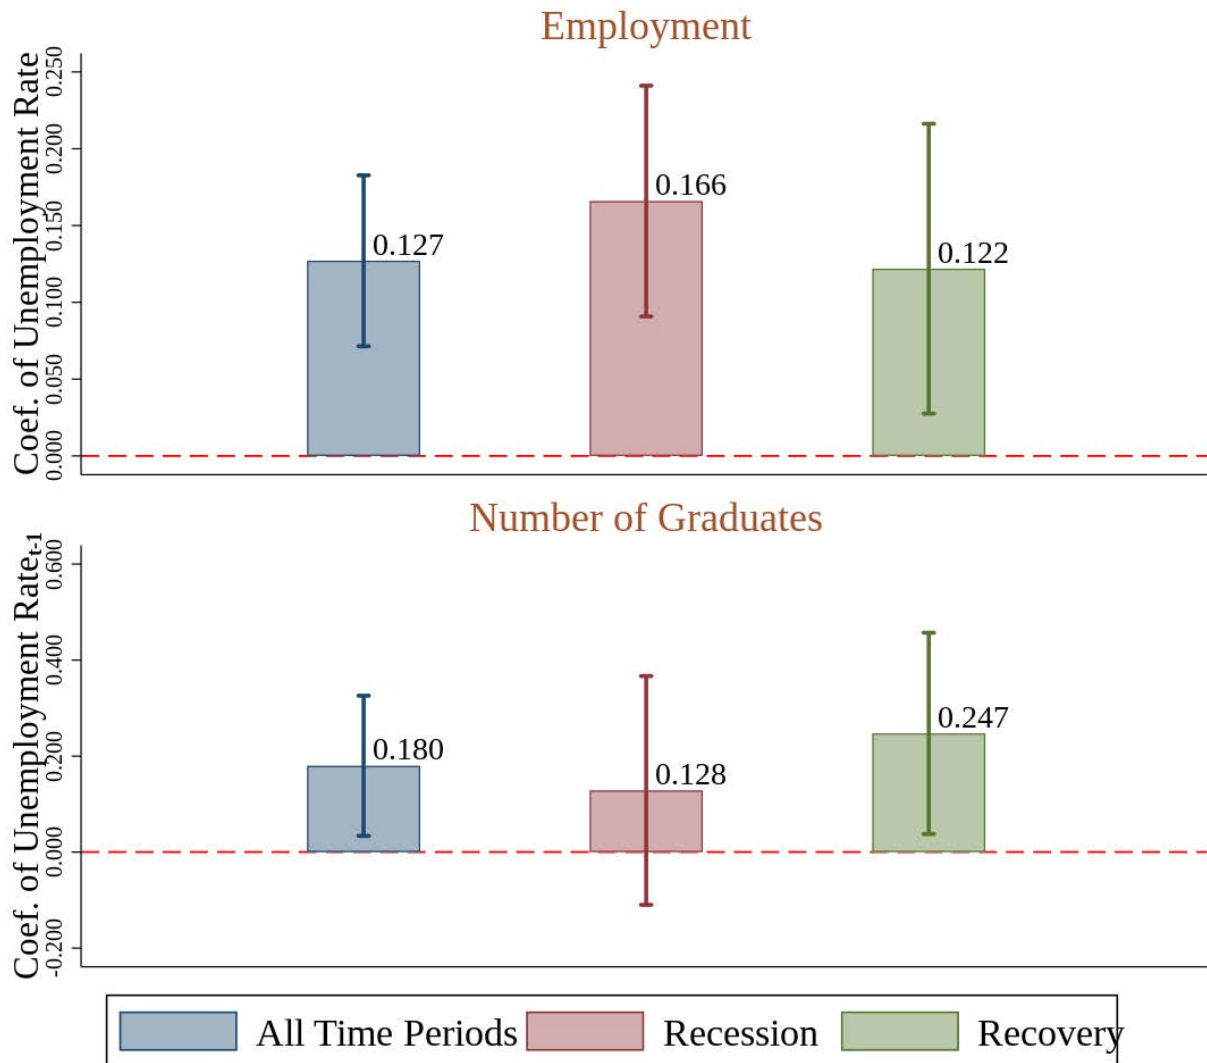 Employment
Coef. of Unemployment Rate
0.250
0.200
0.150
0.100
0.050
0.000
0.127
0.166
0.122
Number of Graduates
Coef. of Unemployment Rate t-1
0.600
0.400
0.200
0.000
-0.200
0.180
0.128
0.247
All Time Periods
Recession
Recovery